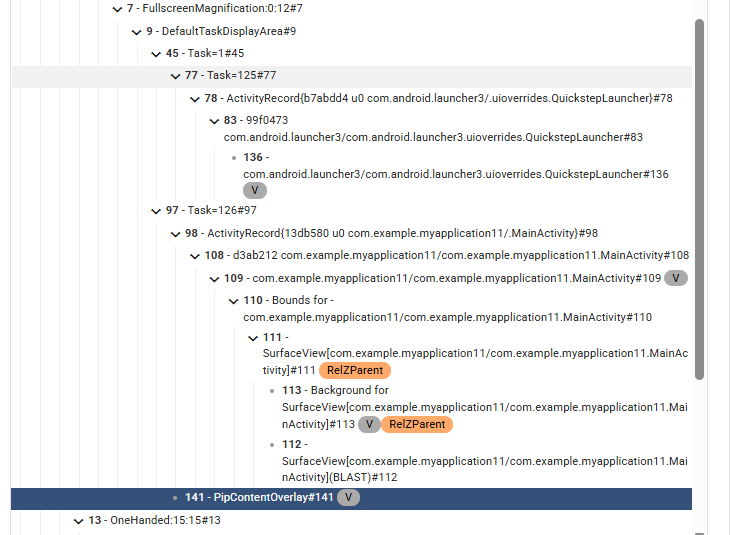 7 - FullscreenMagnification:0:12#7
9 - DefaultTaskDisplayArea#9
45 - Task=1#45
77 - Task=125#77
78 - ActivityRecord{b7abdd4 u0 com.android.launcher3/.uioverrides.QuickstepLauncher}#78
83 - 99f0473
com.android.launcher3/com.android.launcher3.uioverrides.QuickstepLauncher#83
136 -
com.android.launcher3/com.android.launcher3.uioverrides.QuickstepLauncher#136
V
97 - Task=126#97
98 - ActivityRecord{13db580 u0 com.example.myapplication11/.MainActivity}#98
108 - d3ab212 com.example.myapplication11/com.example.myapplication11.MainActivity#108
109 - com.example.myapplication11/com.example.myapplication11.MainActivity#109 V
110 - Bounds for -
com.example.myapplication11/com.example.myapplication11.MainActivity#110
111 -
SurfaceView[com.example.myapplication11/com.example.myapplication11.MainAc
tivity]#111 RelZParent
113 - Background for
SurfaceView[com.example.myapplication11/com.example.myapplication11.Mai
nActivity]#113 V RelZParent
112 -
SurfaceView[com.example.myapplication11/com.example.myapplication11.Mai
nActivity](BLAST)#112
141 - PipContentOverlay#141 V
13 - OneHanded:15:15#13